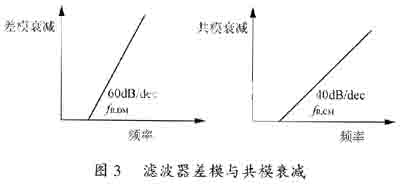 差模衰减
60dB/dec
fR,DM
频率
共模衰减
40dB/dec
fR,CM
频率
图 3 滤波器差模与共模衰减